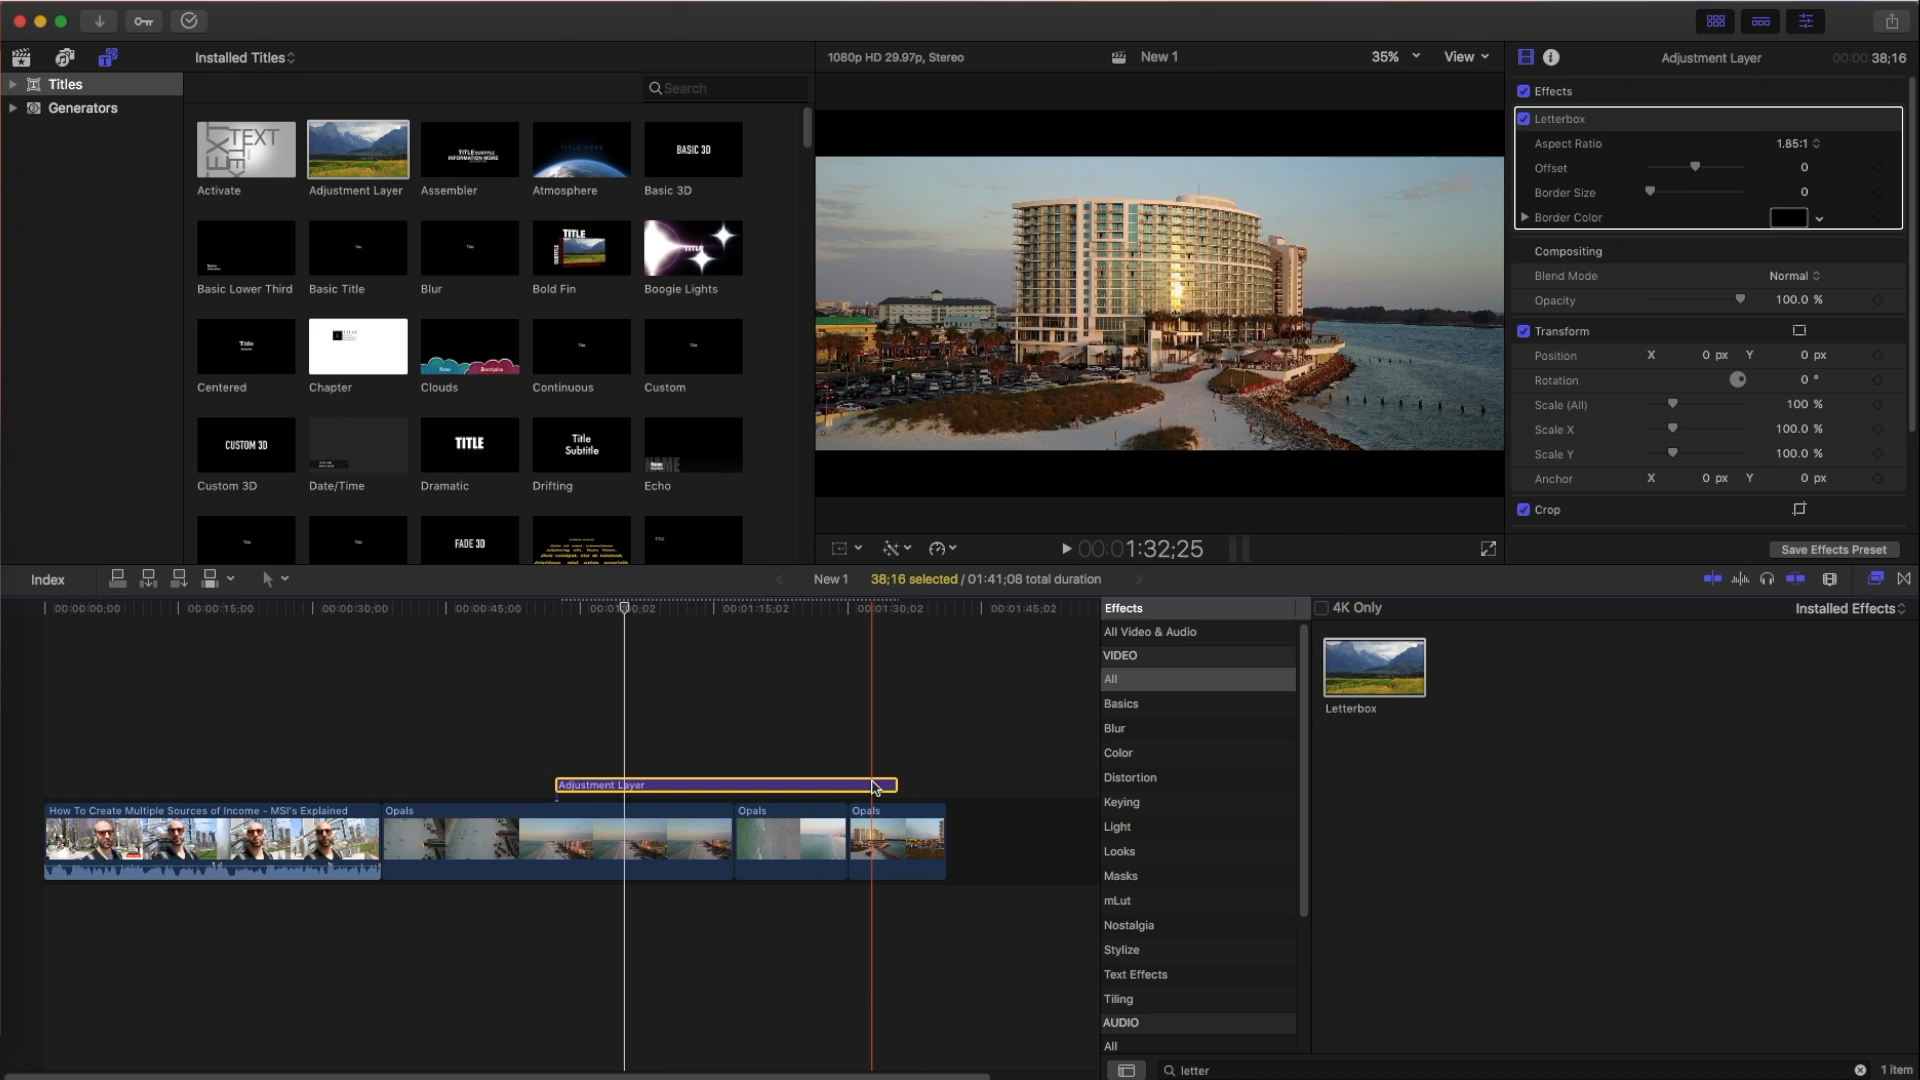 Installed Titles
1080p HD 29.97p, Stereo
New 1
35%
View
Adjustment Layer
00:00:38;16
Titles
Generators
Search
Activate
Adjustment Layer
Assembler
Atmosphere
Basic 3D
Basic Lower Third
Basic Title
Blur
Bold Fin
Boogie Lights
Centered
Chapter
Clouds
Continuous
Custom
Custom 3D
Date/Time
Dramatic
Drifting
Echo
TEXT
BASIC 3D
TITLE
CUSTOM 3D
TITLE
Title
Subtitle
NAME
FADE 3D
Effects
Letterbox
Aspect Ratio 1.85:1
Offset 0
Border Size 0
Border Color
Compositing
Blend Mode Normal
Opacity 100.0 %
Transform
Position X 0 px Y 0 px
Rotation 0 °
Scale (All) 100 %
Scale X 100.0 %
Scale Y 100.0 %
Anchor X 0 px Y 0 px
Crop
Save Effects Preset
00:01:32;25
Index
New 1
38;16 selected / 01:41;08 total duration
00:00:00;00
00:00:15;00
00:00:30;00
00:00:45;00
00:01:00;02
00:01:15;02
00:01:30;02
00:01:45;02
Adjustment Layer
How To Create Multiple Sources of Income - MSI's Explained
Opals
Opals
Opals
Effects
4K Only
Installed Effects
All Video & Audio
VIDEO
All
Basics
Blur
Color
Distortion
Keying
Light
Looks
Masks
mLut
Nostalgia
Stylize
Text Effects
Tiling
AUDIO
All
Letterbox
letter
1 item